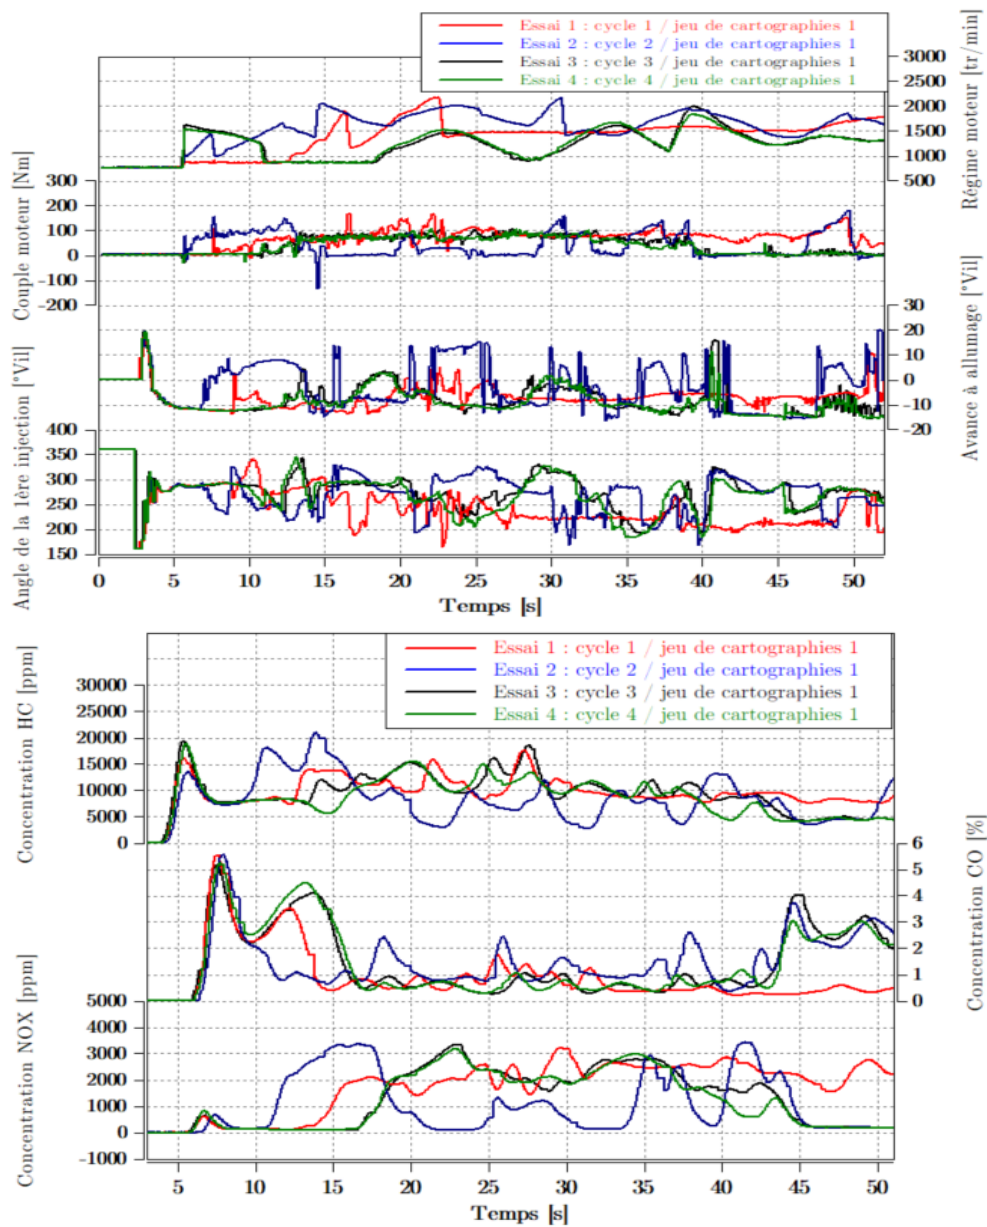 Essai 1 : cycle 1 / jeu de cartographies 1
Essai 2 : cycle 2 / jeu de cartographies 1
Essai 3 : cycle 3 / jeu de cartographies 1
Essai 4 : cycle 4 / jeu de cartographies 1
3000
2500
2000
1500
1000
500
Régime moteur [tr/min]
300
200
100
0
-100
-200
Couple moteur [Nm]
30
20
10
0
-10
-20
Avance à allumage [°Vil]
400
350
300
250
200
150
Angle de la 1ère injection [°Vil]
0 5 10 15 20 25 30 35 40 45 50
Temps [s]
Essai 1 : cycle 1 / jeu de cartographies 1
Essai 2 : cycle 2 / jeu de cartographies 1
Essai 3 : cycle 3 / jeu de cartographies 1
Essai 4 : cycle 4 / jeu de cartographies 1
30000
25000
20000
15000
10000
5000
0
Concentration HC [ppm]
6
5
4
3
2
1
0
Concentration CO [%]
5000
4000
3000
2000
1000
0
-1000
Concentration NOX [ppm]
5 10 15 20 25 30 35 40 45 50
Temps [s]